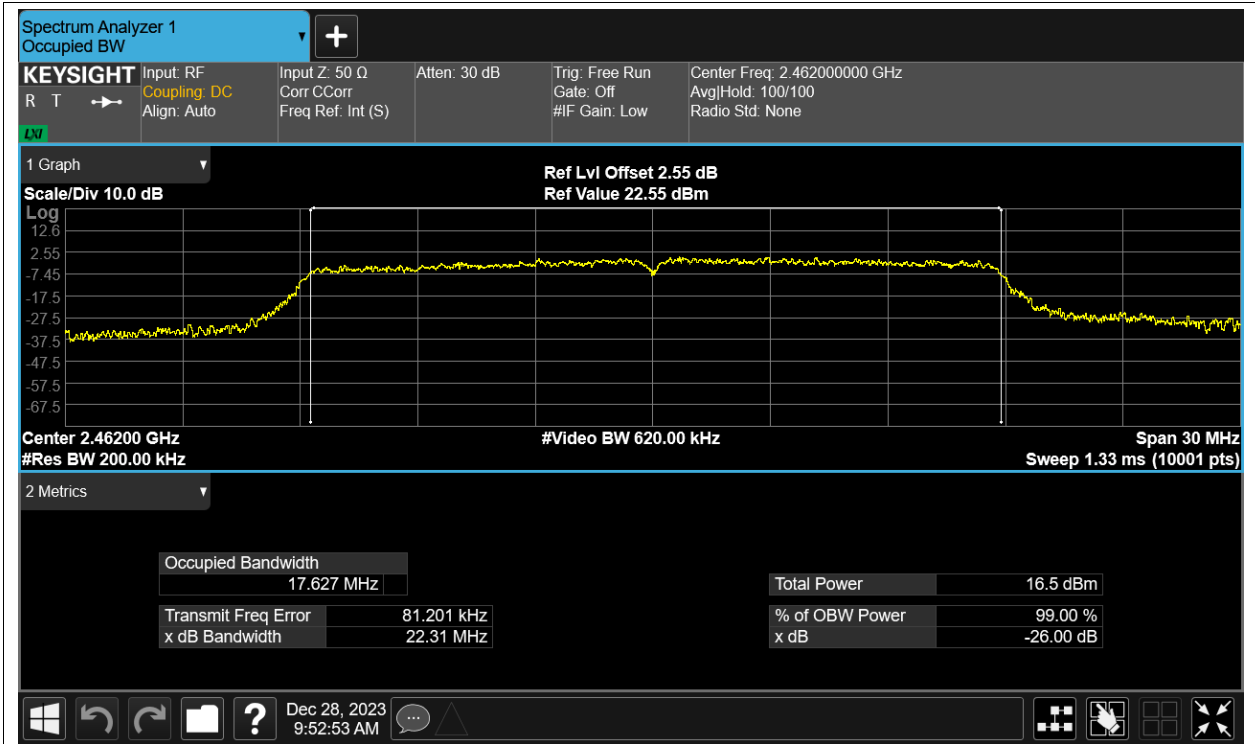 Spectrum Analyzer 1
Occupied BW
KEYSIGHT
R T
LXI
Input: RF
Coupling: DC
Align: Auto
Input Z: 50 Ω
Corr CCorr
Freq Ref: Int (S)
Atten: 30 dB
Trig: Free Run
Gate: Off
#IF Gain: Low
Center Freq: 2.462000000 GHz
Avg|Hold: 100/100
Radio Std: None
1 Graph
Scale/Div 10.0 dB
Ref Lvl Offset 2.55 dB
Ref Value 22.55 dBm
Log
12.6
2.55
-7.45
-17.5
-27.5
-37.5
-47.5
-57.5
-67.5
Center 2.46200 GHz
#Video BW 620.00 kHz
Span 30 MHz
#Res BW 200.00 kHz
Sweep 1.33 ms (10001 pts)
2 Metrics
Occupied Bandwidth
17.627 MHz
Transmit Freq Error 81.201 kHz
x dB Bandwidth 22.31 MHz
Total Power 16.5 dBm
% of OBW Power 99.00 %
x dB -26.00 dB
?
Dec 28, 2023
9:52:53 AM